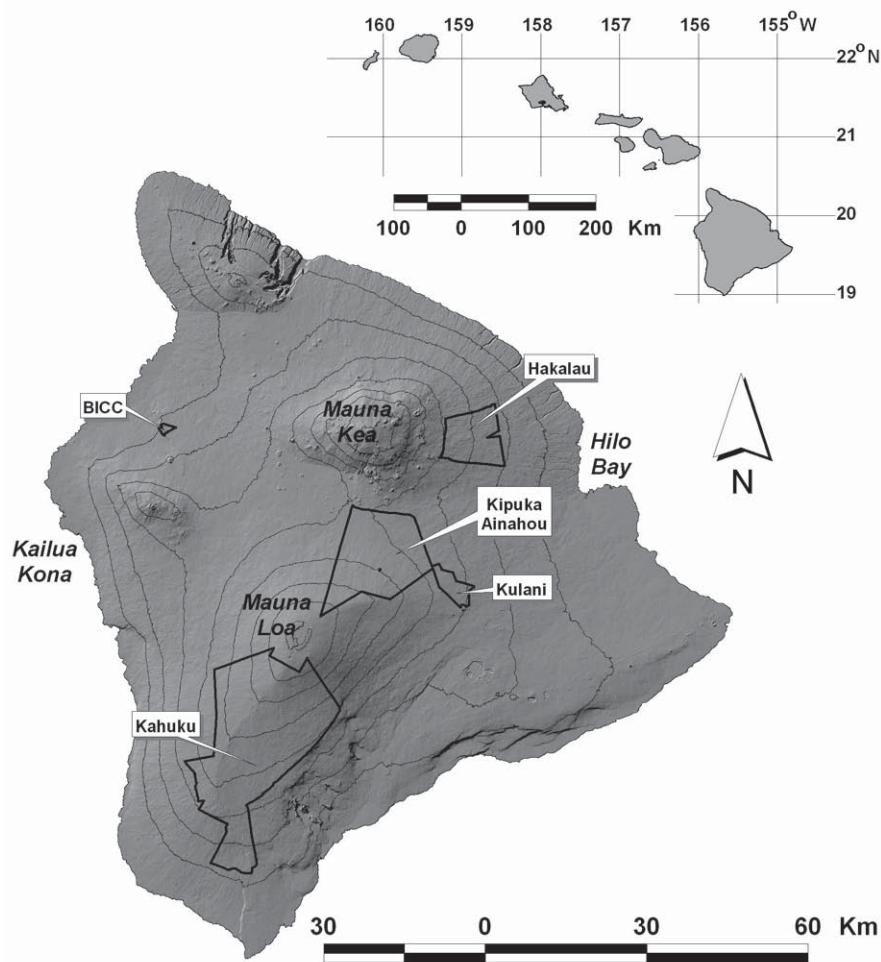 160 159 158 157 156 155°W
22°N
21
20
19
100 0 100 200 Km
Hakalau
BICC
Mauna
Kea
Hilo
Bay
N
Kipuka
Ainahou
Kailua
Kona
Kulani
Mauna
Loa
Kahuku
30 0 30 60 Km